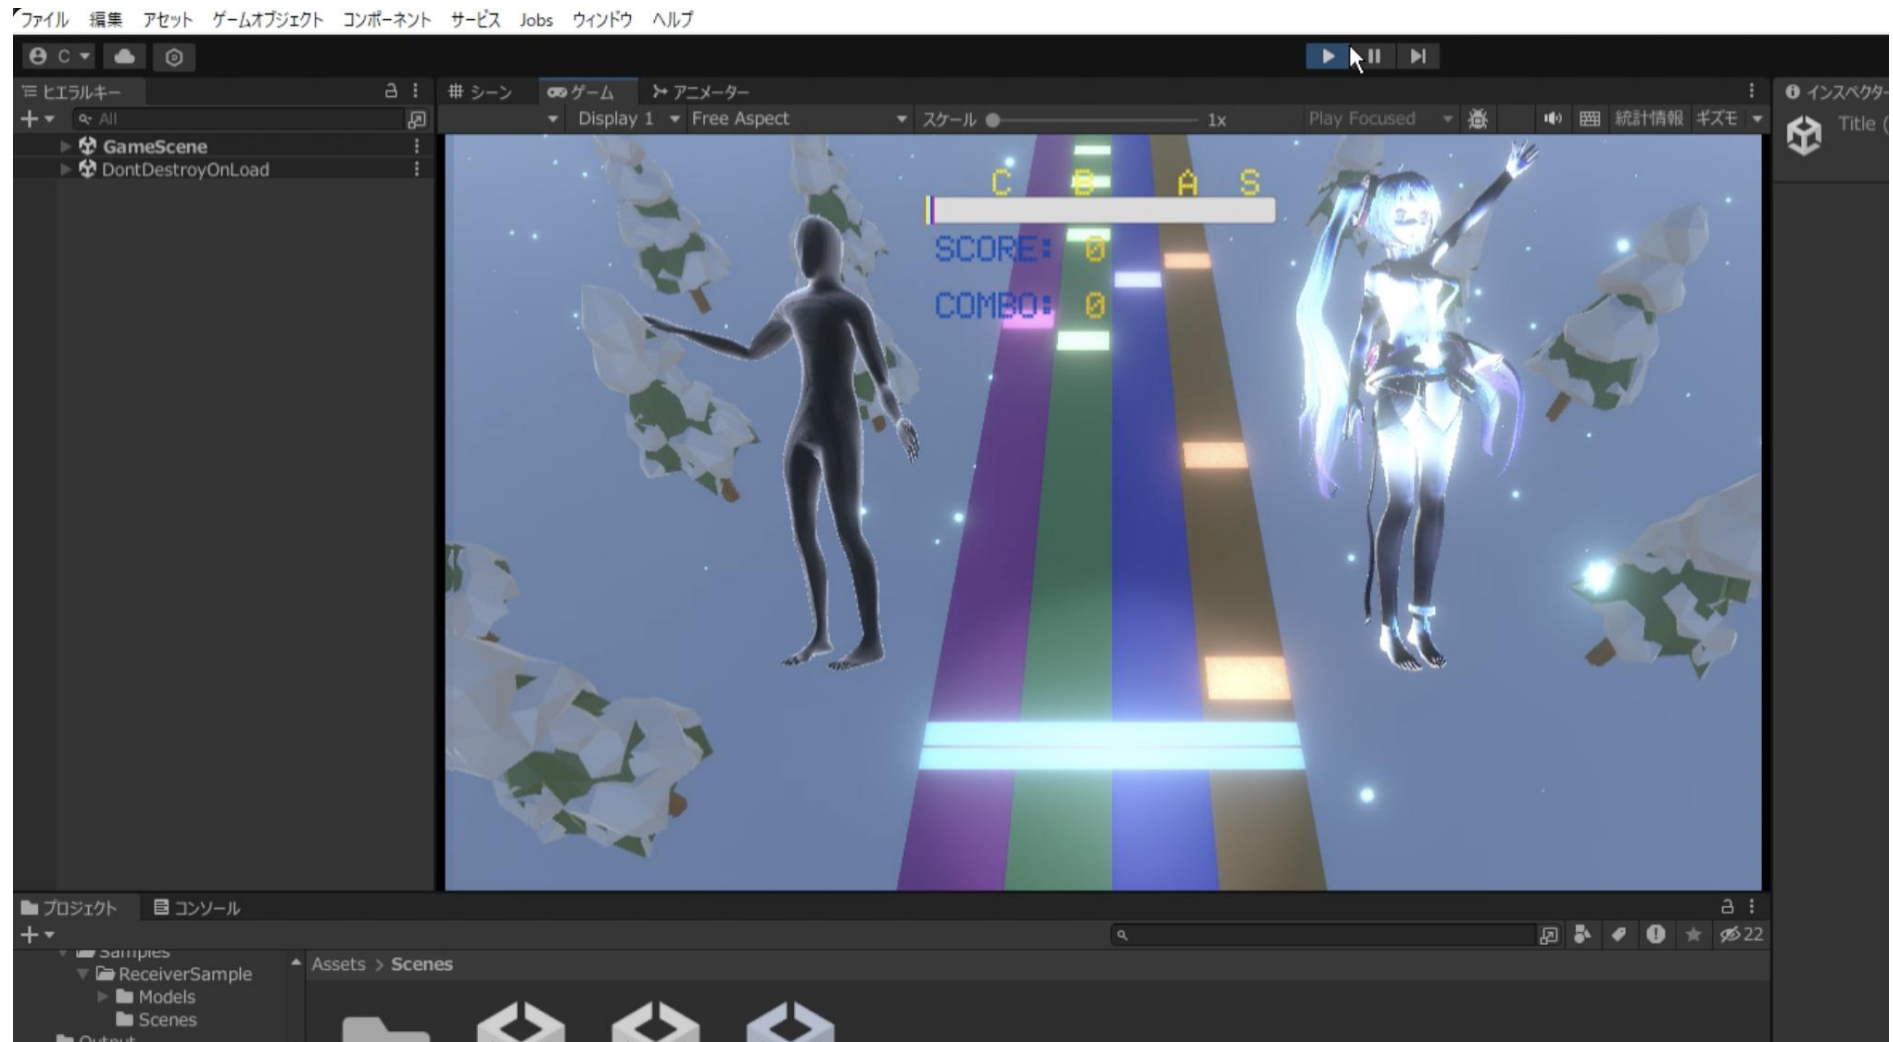 ファイル 編集 アセット ゲームオブジェクト コンポーネント サービス Jobs ウィンドウ ヘルプ
C
ヒエラルキー
シーン ゲーム アニメーター
インスペクター
All
Display 1 Free Aspect スケール 1x Play Focused 統計情報 ギズモ
Title (
GameScene
DontDestroyOnLoad
C B A S
SCORE: 0
COMBO: 0
プロジェクト コンソール
22
Samples
ReceiverSample
Models
Scenes
Output
Assets > Scenes